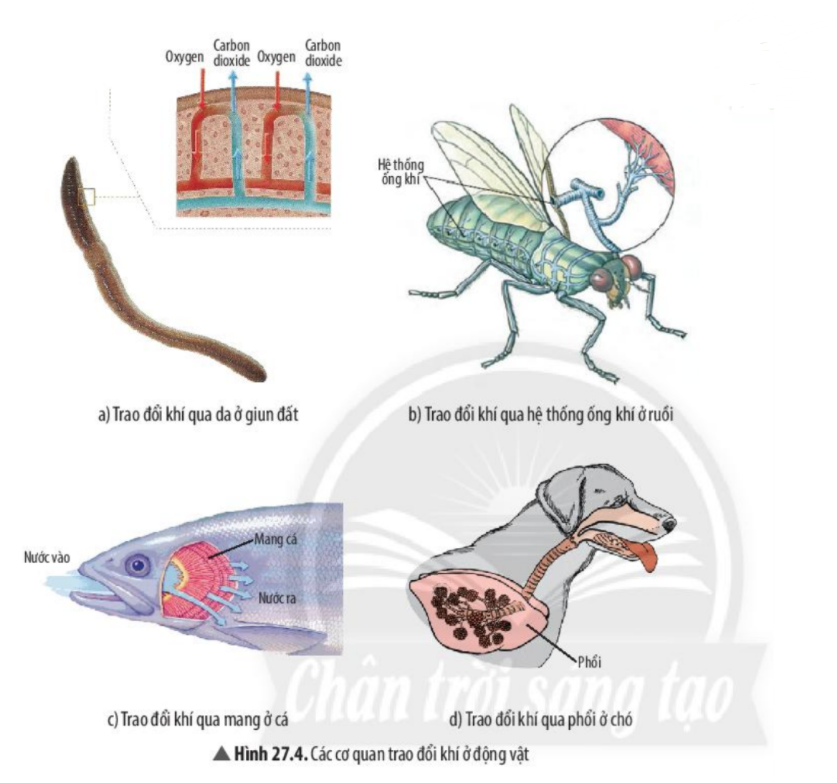 Oxygen
Carbon
dioxide
Oxygen
Carbon
dioxide
Hệ thống
ống khí
a) Trao đổi khí qua da ở giun đất
b) Trao đổi khí qua hệ thống ống khí ở ruồi
Nước vào
Mang cá
Nước ra
Phổi
Chân trời sáng tạo
c) Trao đổi khí qua mang ở cá
d) Trao đổi khí qua phổi ở chó
▲ Hình 27.4. Các cơ quan trao đổi khí ở động vật